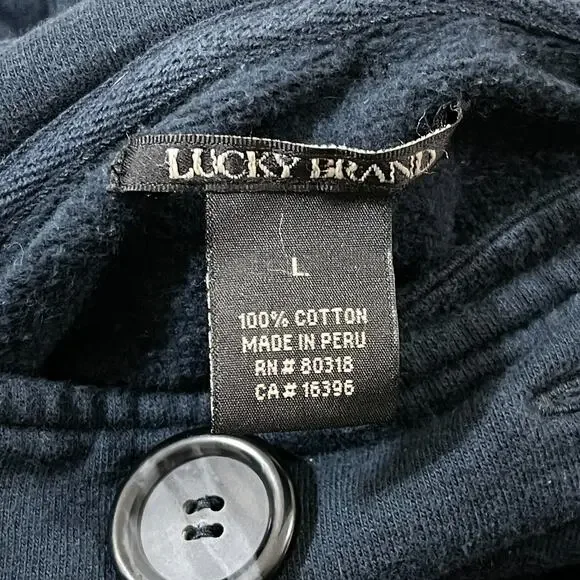 LUCKY BRAND
L
100% COTTON
MADE IN PERU
RN# 80318
CA# 16396